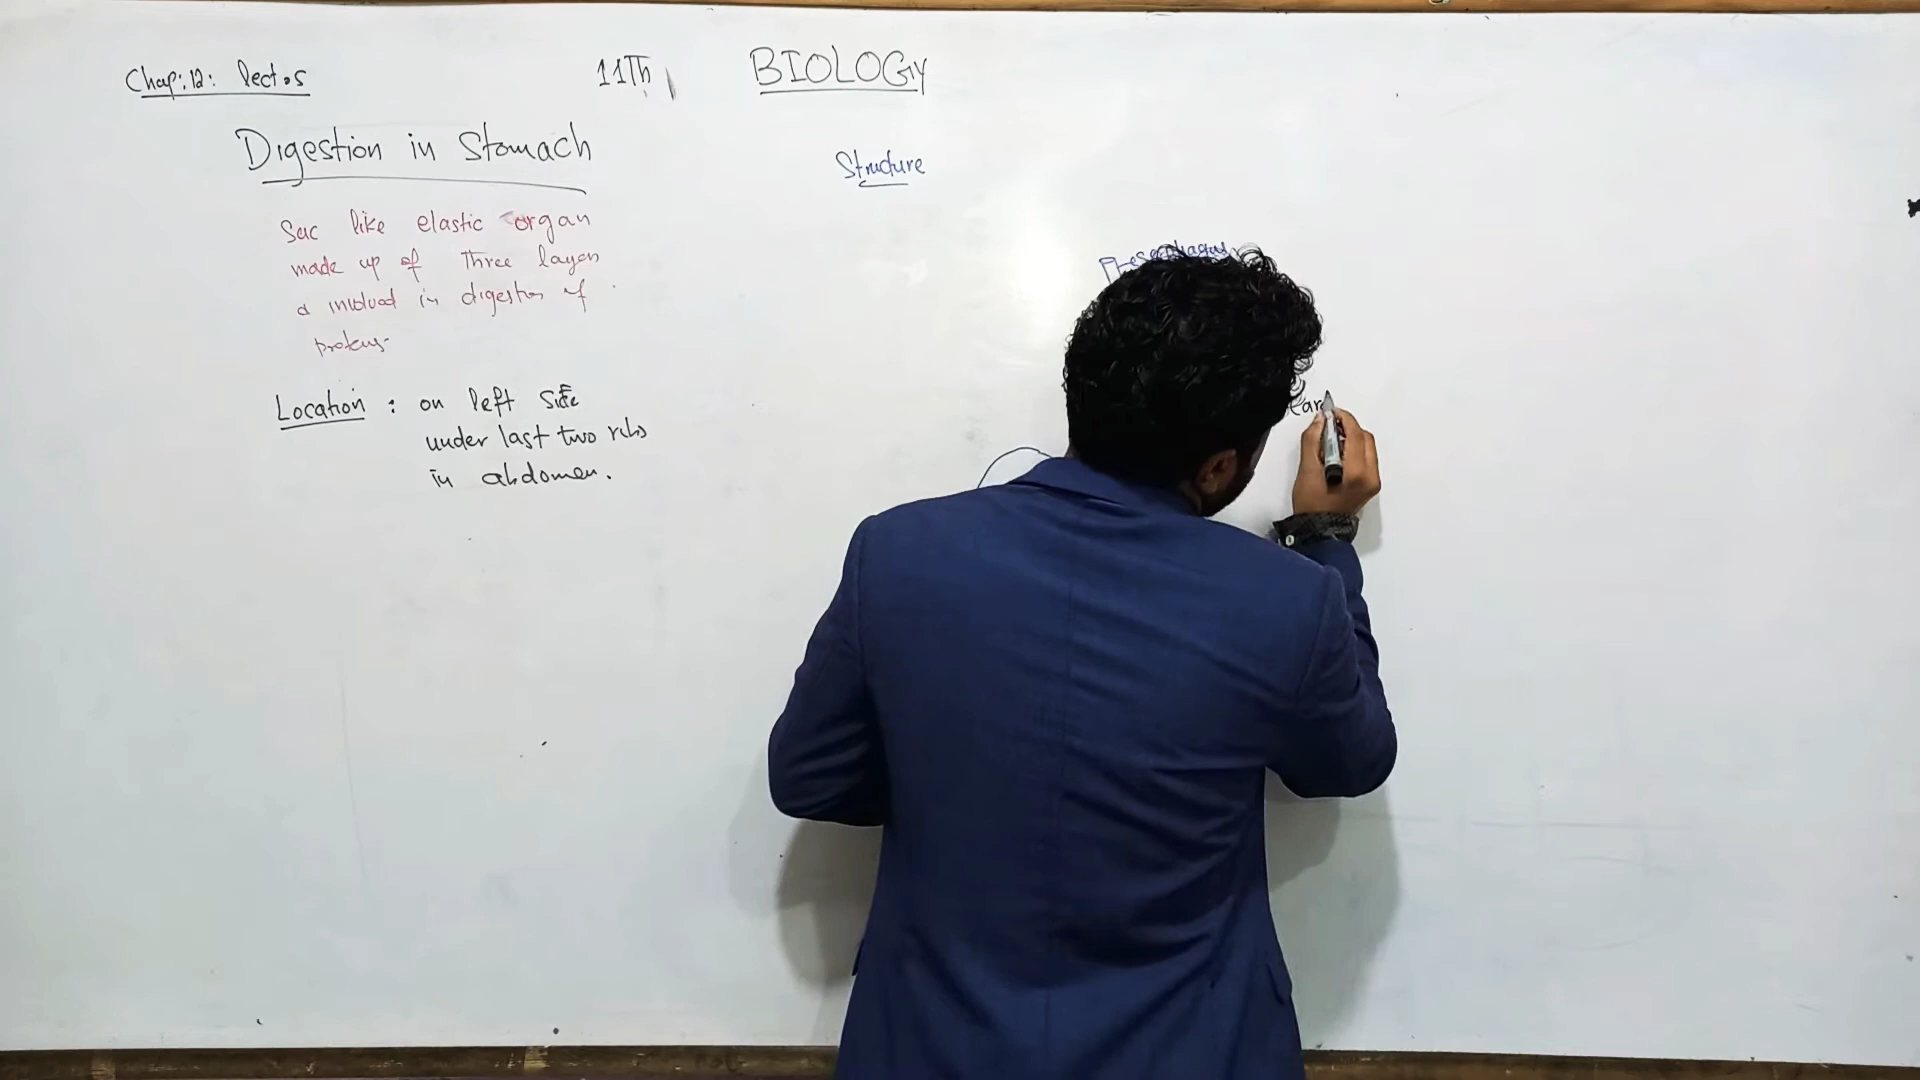 Chap:12: lect.5
11Th
BIOLOGY
Digestion in Stomach
Sac like elastic organ
made up of Three layers
& involved in digestion of
proteins.
Location : on left side
under last two ribs
in abdomen.
Structure